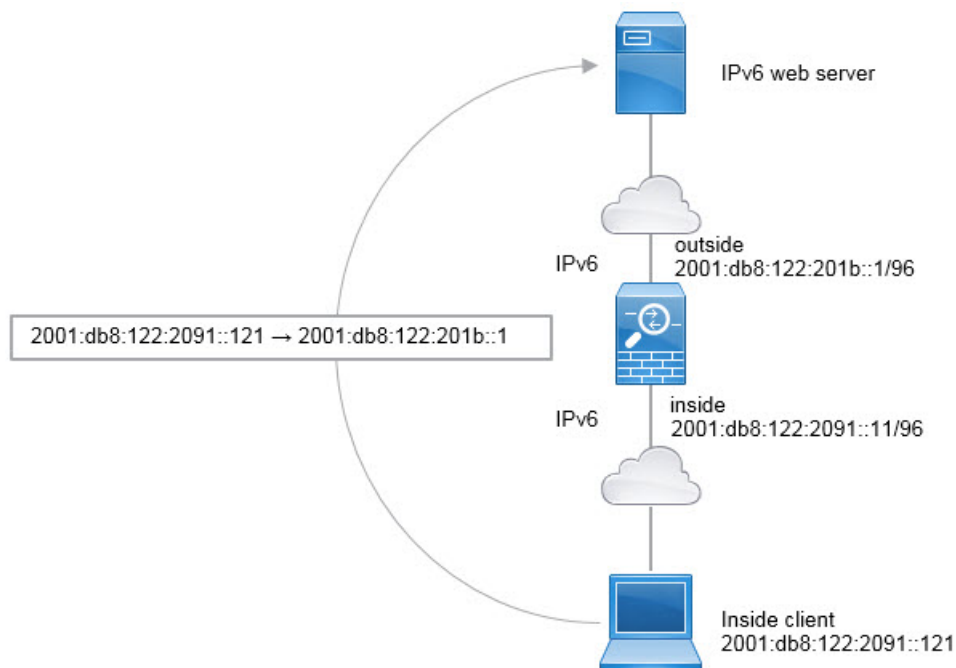 IPv6 web server
outside
IPv6
2001:db8:122:201b::1/96
2001:db8:122:2091::121 → 2001:db8:122:201b::1
inside
IPv6
2001:db8:122:2091::11/96
Inside client
2001:db8:122:2091::121